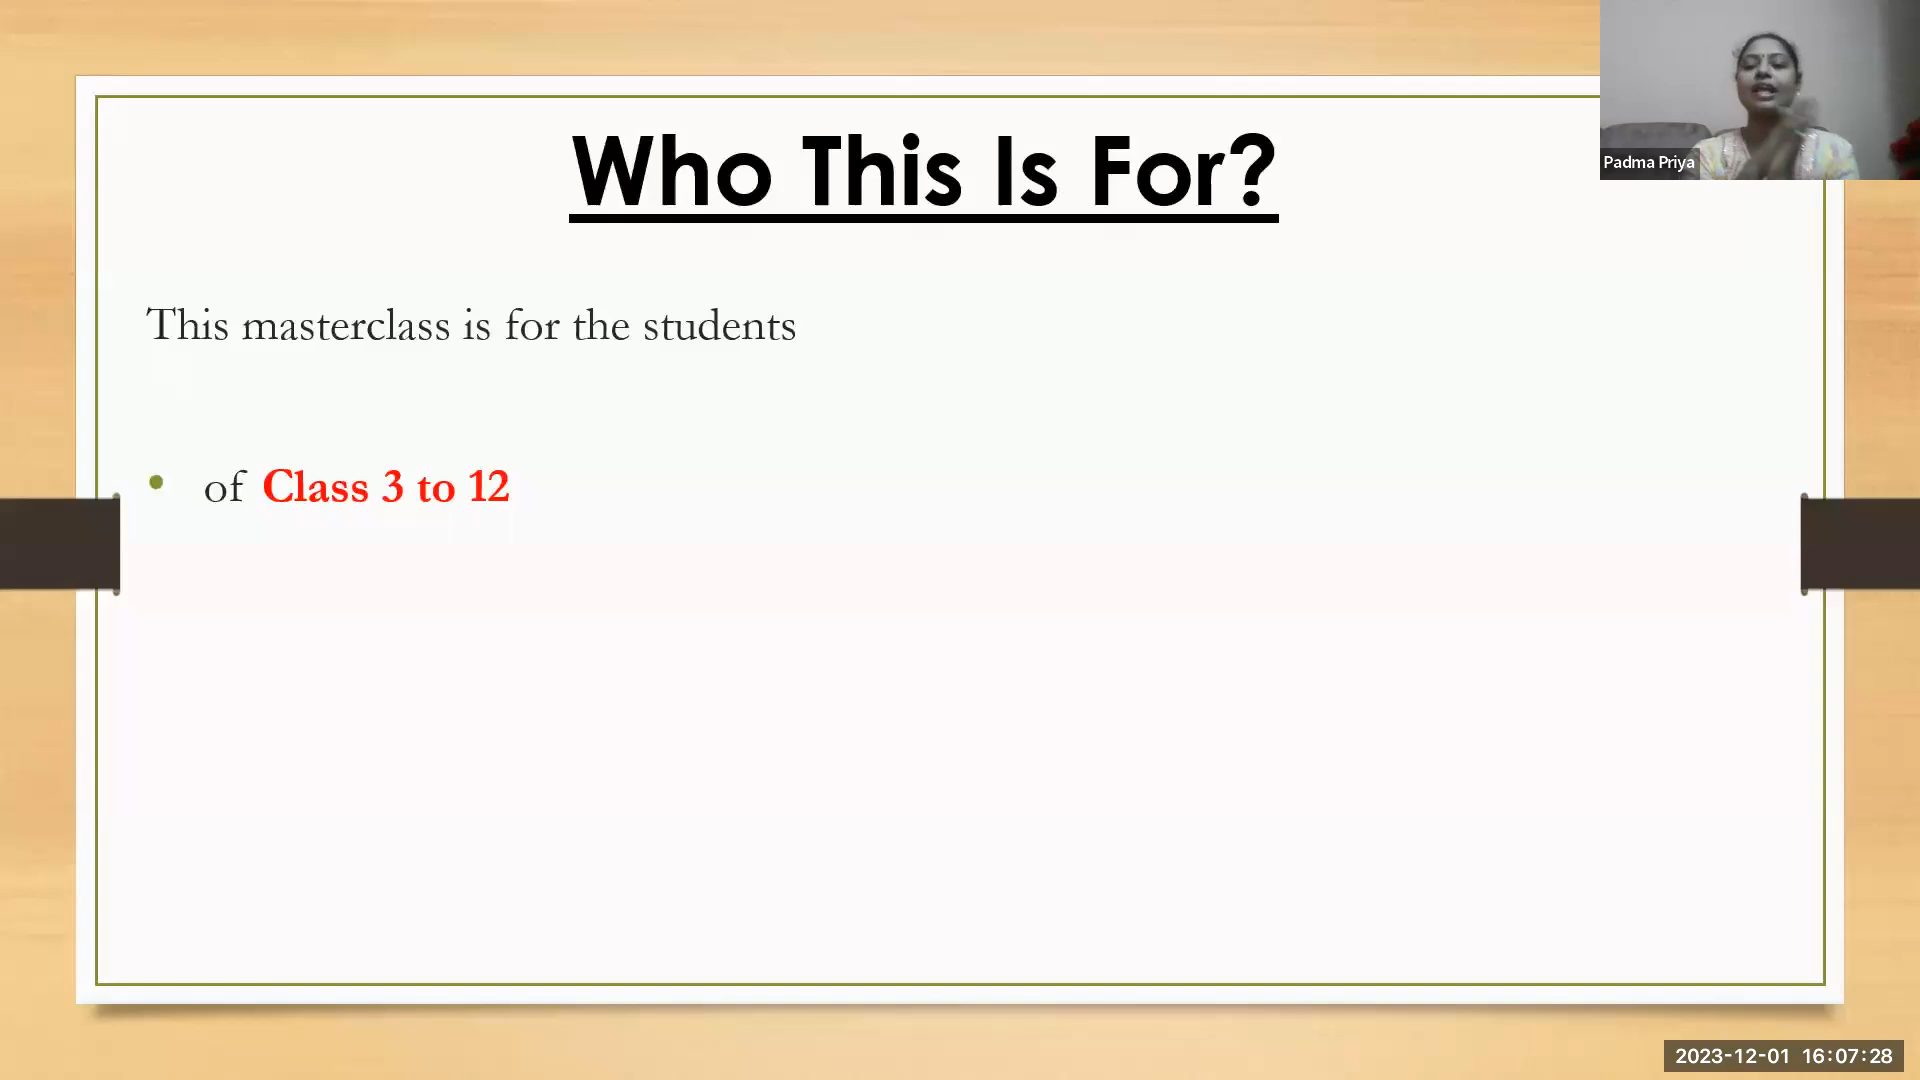 Who This Is For?
Padma Priya
This masterclass is for the students
• of Class 3 to 12
2023-12-01 16:07:28